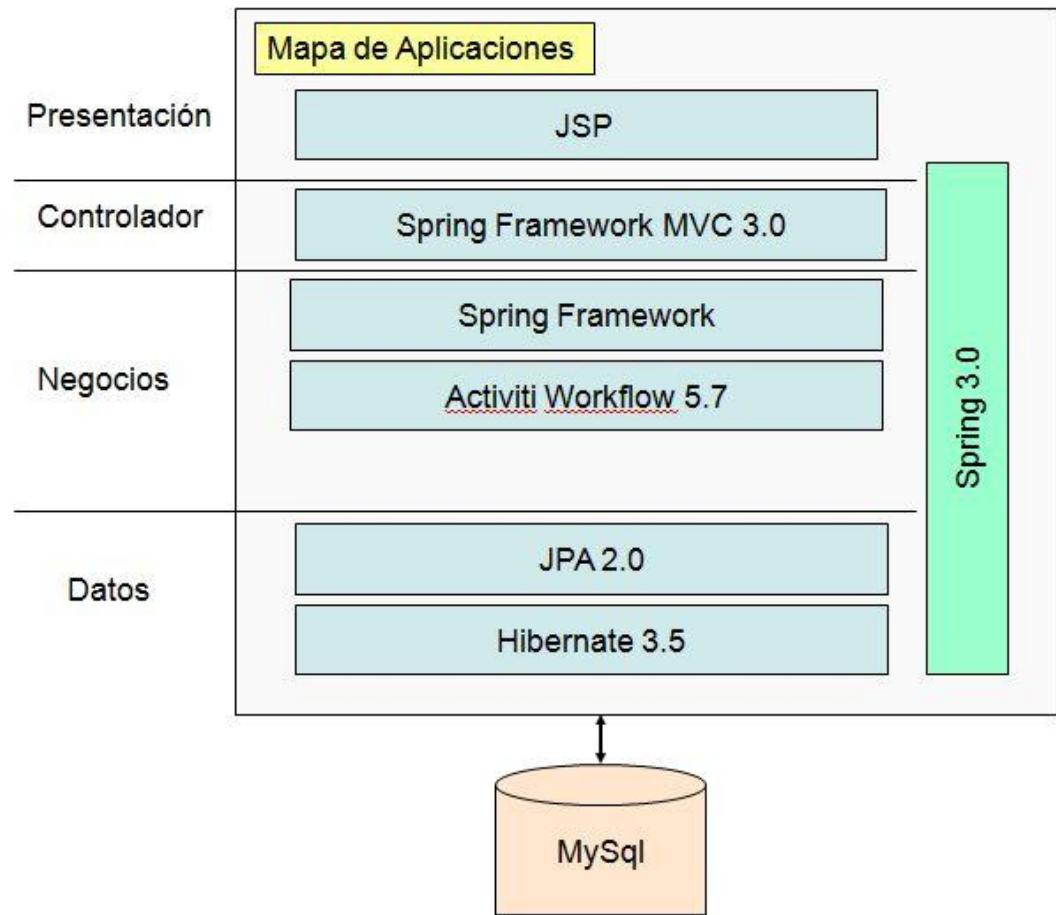 Mapa de Aplicaciones
Presentación
JSP
Controlador
Spring Framework MVC 3.0
Negocios
Spring Framework
Activiti Workflow 5.7
Spring 3.0
Datos
JPA 2.0
Hibernate 3.5
MySql